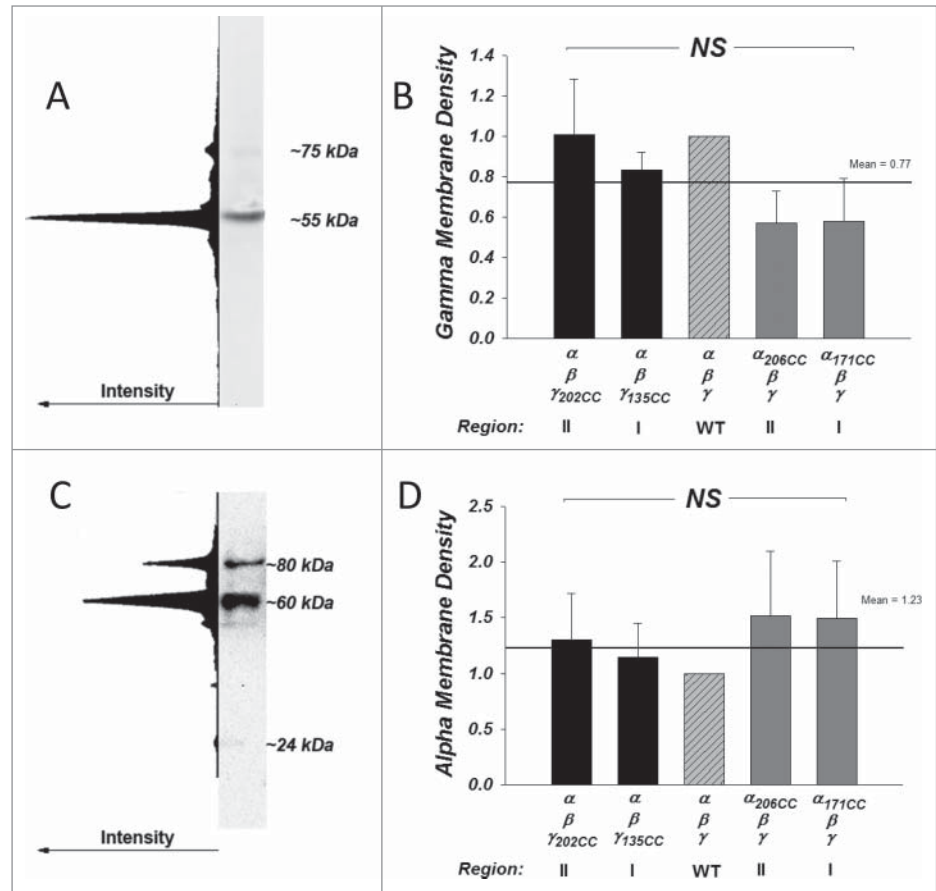 A
~75 kDa
~55 kDa
Intensity
B
NS
Gamma Membrane Density
1.4
1.2
1.0
0.8
0.6
0.4
0.2
0.0
Mean = 0.77
α α α α206CC α171CC
β β β β β
γ202CC γ135CC γ γ γ
Region: II I WT II I
C
~80 kDa
~60 kDa
~24 kDa
Intensity
D
NS
Alpha Membrane Density
2.5
2.0
1.5
1.0
0.5
0.0
Mean = 1.23
α α α α206CC α171CC
β β β β β
γ202CC γ135CC γ γ γ
Region: II I WT II I